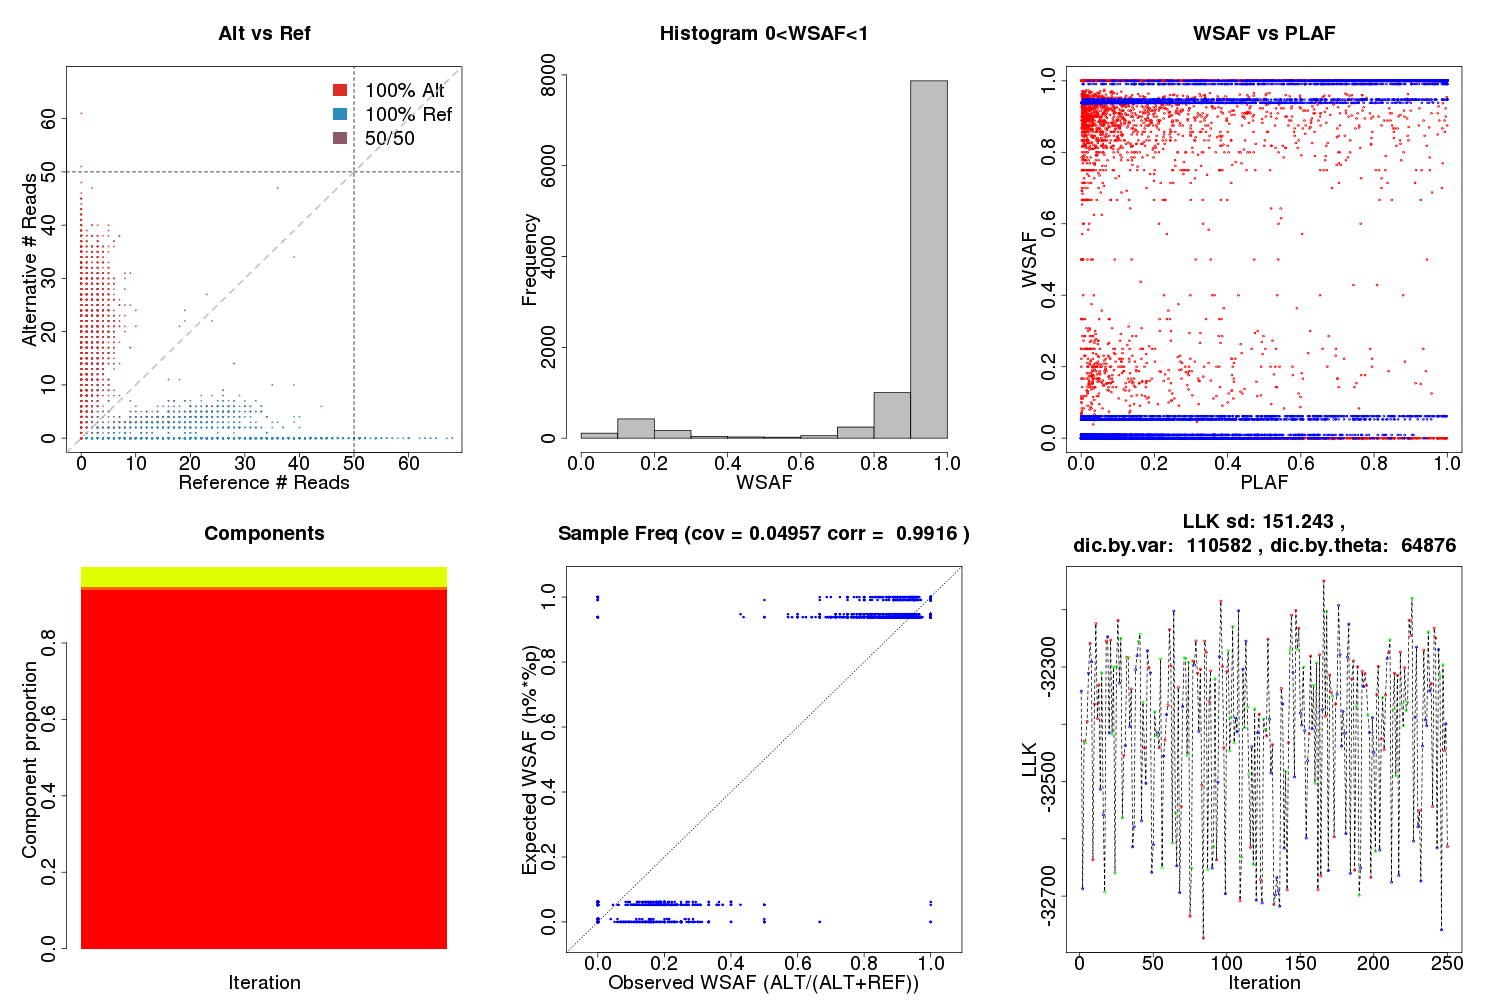 Alt vs Ref
100% Alt
100% Ref
50/50
Alternative # Reads
0 10 20 30 40 50 60
0 10 20 30 40 50 60
Reference # Reads
Histogram 0<WSAF<1
Frequency
0 2000 4000 6000 8000
0.0 0.2 0.4 0.6 0.8 1.0
WSAF
WSAF vs PLAF
WSAF
0.0 0.2 0.4 0.6 0.8 1.0
0.0 0.2 0.4 0.6 0.8 1.0
PLAF
Components
Component proportion
0.0 0.2 0.4 0.6 0.8
Iteration
Sample Freq (cov = 0.04957 corr = 0.9916 )
Expected WSAF (h%*%p)
0.0 0.2 0.4 0.6 0.8 1.0
0.0 0.2 0.4 0.6 0.8 1.0
Observed WSAF (ALT/(ALT+REF))
LLK sd: 151.243 ,
dic.by.var: 110582 , dic.by.theta: 64876
LLK
-32700 -32500 -32300
0 50 100 150 200 250
Iteration